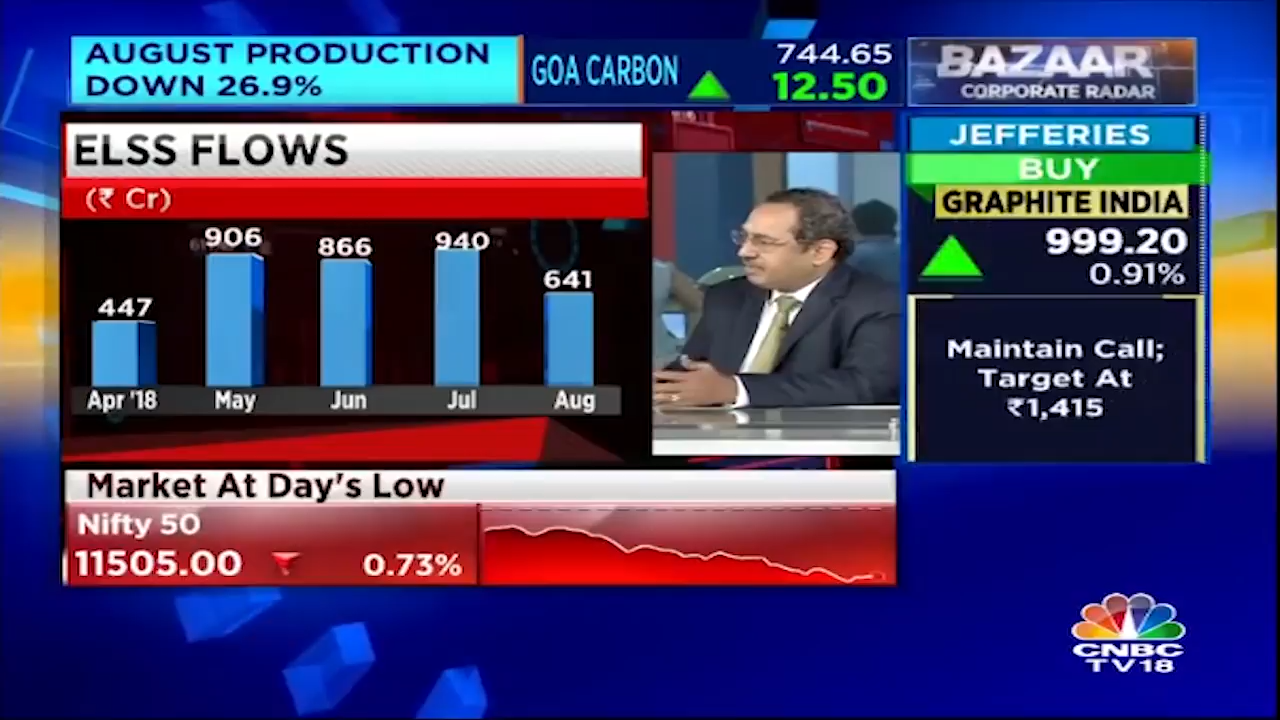 AUGUST PRODUCTION
DOWN 26.9%
GOA CARBON
744.65
12.50
BAZAAR
CORPORATE RADAR
ELSS FLOWS
(₹ Cr)
447
906
866
940
641
Apr '18
May
Jun
Jul
Aug
JEFFERIES
BUY
GRAPHITE INDIA
999.20
0.91%
Maintain Call;
Target At
₹1,415
Market At Day's Low
Nifty 50
11505.00
0.73%
CNBC
TV18